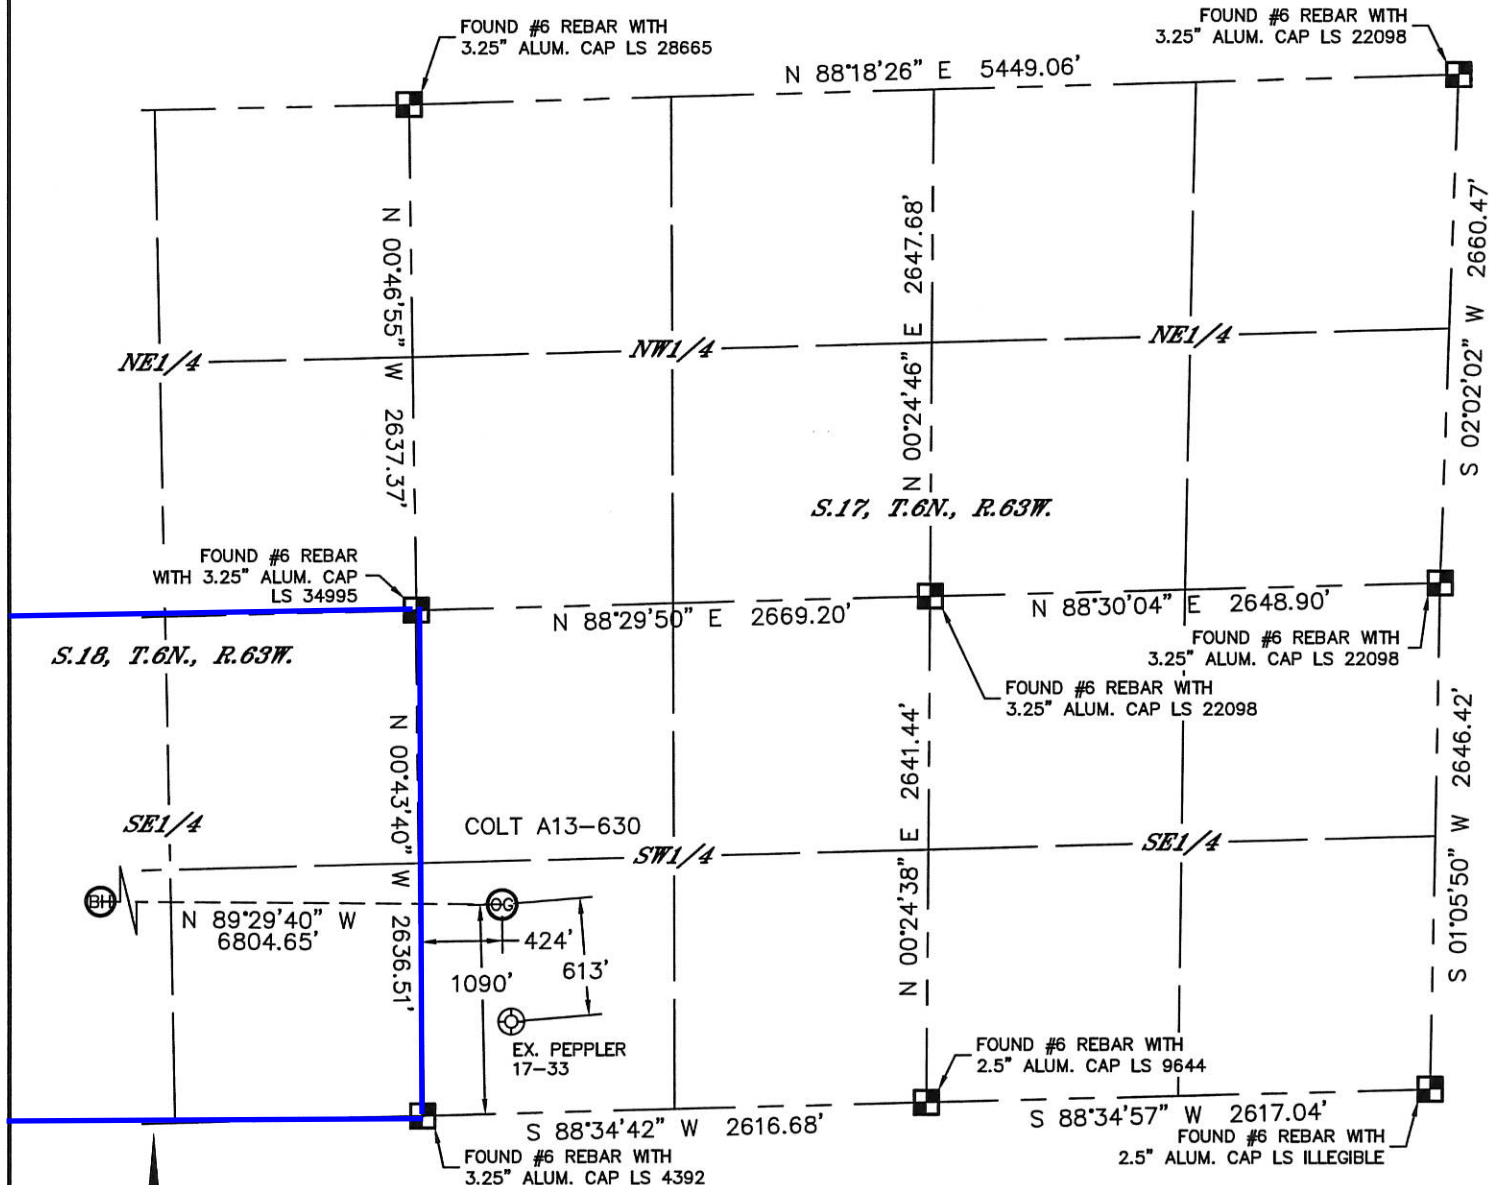 FOUND #6 REBAR WITH
3.25" ALUM. CAP LS 28665
FOUND #6 REBAR WITH
3.25" ALUM. CAP LS 22098
N 88°18'26" E 5449.06'
N 00°46'55" W 2637.37'
N 00°24'46" E 2647.68'
S 02°02'02" W 2660.47'
NE1/4
NW1/4
NE1/4
S.17, T.6N., R.63W.
FOUND #6 REBAR
WITH 3.25" ALUM. CAP
LS 34995
N 88°29'50" E 2669.20'
N 88°30'04" E 2648.90'
FOUND #6 REBAR WITH
3.25" ALUM. CAP LS 22098
S.18, T.6N., R.63W.
FOUND #6 REBAR WITH
3.25" ALUM. CAP LS 22098
N 00°43'40" W 2636.51'
N 00°24'38" E 2641.44'
S 01°05'50" W 2646.42'
SE1/4
COLT A13-630
SW1/4
SE1/4
BH
OG
N 89°29'40" W
6804.65'
424'
1090'
613'
EX. PEPPLER
17-33
FOUND #6 REBAR WITH
2.5" ALUM. CAP LS 9644
S 88°34'42" W 2616.68'
S 88°34'57" W 2617.04'
FOUND #6 REBAR WITH
2.5" ALUM. CAP LS ILLEGIBLE
FOUND #6 REBAR WITH
3.25" ALUM. CAP LS 4392